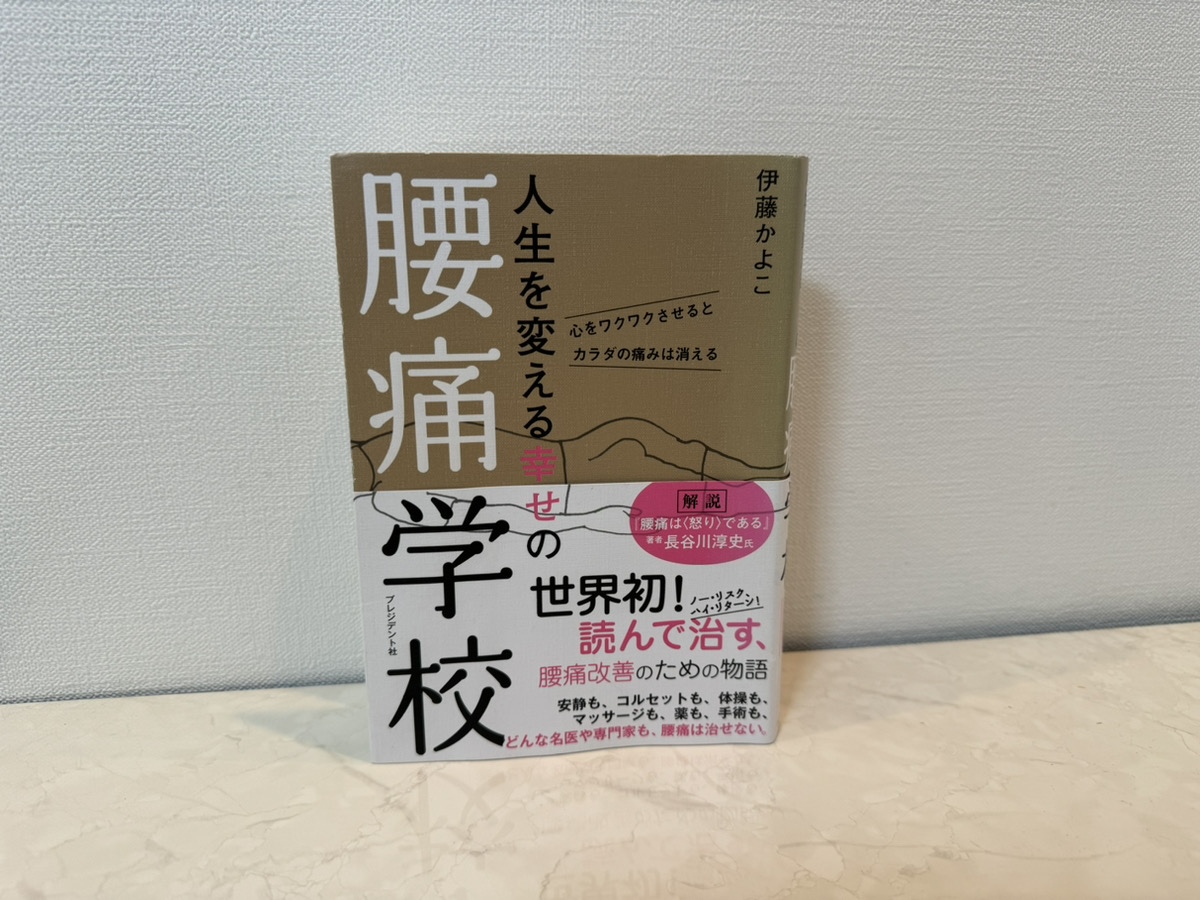 伊藤かよこ
心をワクワクさせると
カラダの痛みは消える
人生を変える幸せの
腰痛学校
プレジデント社
解説
『腰痛は〈怒り〉である』
著者 長谷川淳史氏
世界初!
ノー・リスク、
ハイ・リターン!
読んで治す、
腰痛改善のための物語
安静も、コルセットも、体操も、
マッサージも、薬も、手術も、
どんな名医や専門家も、腰痛は治せない。